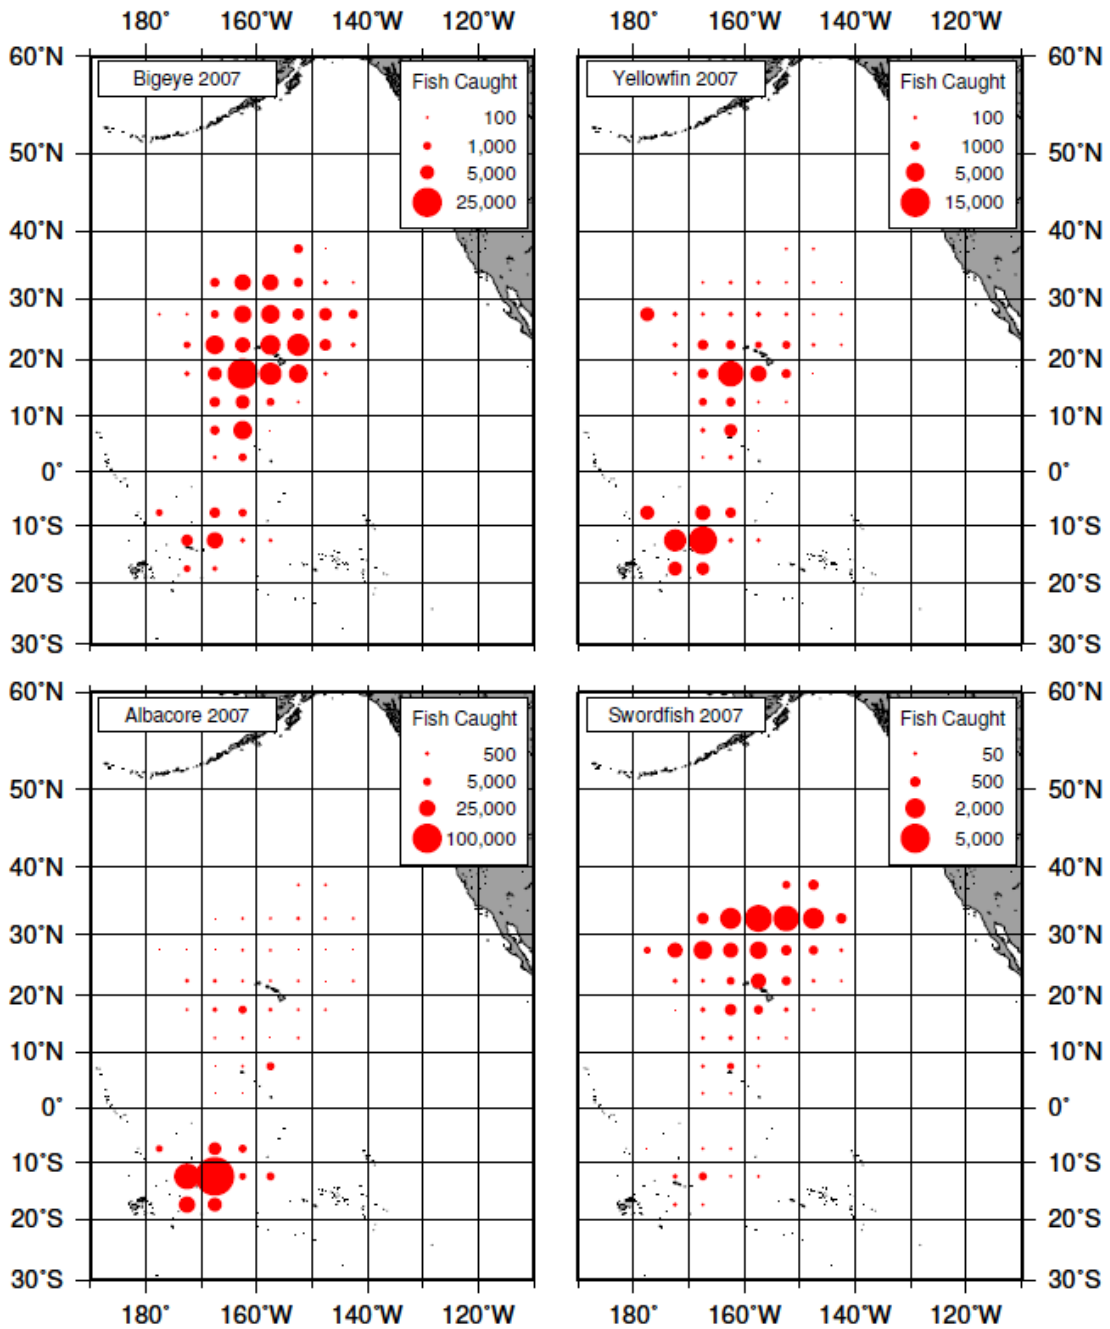 180˚ 160˚W 140˚W 120˚W 180˚ 160˚W 140˚W 120˚W
60˚N 60˚N
Bigeye 2007
Fish Caught
100
1,000
5,000
25,000
Yellowfin 2007
Fish Caught
100
1000
5,000
15,000
50˚N 50˚N
40˚N 40˚N
30˚N 30˚N
20˚N 20˚N
10˚N 10˚N
0˚ 0˚
10˚S 10˚S
20˚S 20˚S
30˚S 30˚S
60˚N 60˚N
Albacore 2007
Fish Caught
500
5,000
25,000
100,000
Swordfish 2007
Fish Caught
50
500
2,000
5,000
50˚N 50˚N
40˚N 40˚N
30˚N 30˚N
20˚N 20˚N
10˚N 10˚N
0˚ 0˚
10˚S 10˚S
20˚S 20˚S
30˚S 30˚S
180˚ 160˚W 140˚W 120˚W 180˚ 160˚W 140˚W 120˚W